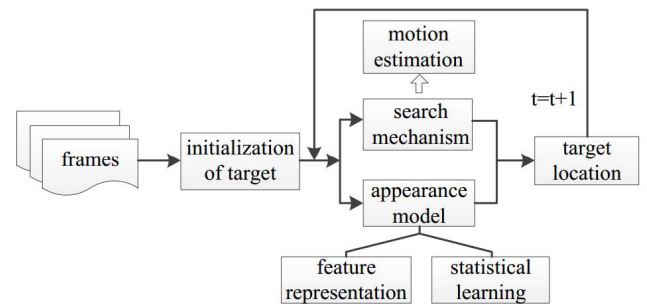 motion
estimation
t=t+1
frames
initialization
of target
search
mechanism
target
location
appearance
model
feature
representation
statistical
learning